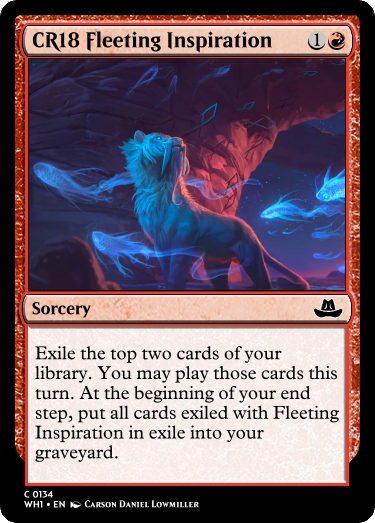 CR18 Fleeting Inspiration 1
Sorcery
Exile the top two cards of your
library. You may play those cards this
turn. At the beginning of your end
step, put all cards exiled with Fleeting
Inspiration in exile into your
graveyard.
C 0134
WH1 • EN Carson Daniel Lowmiller